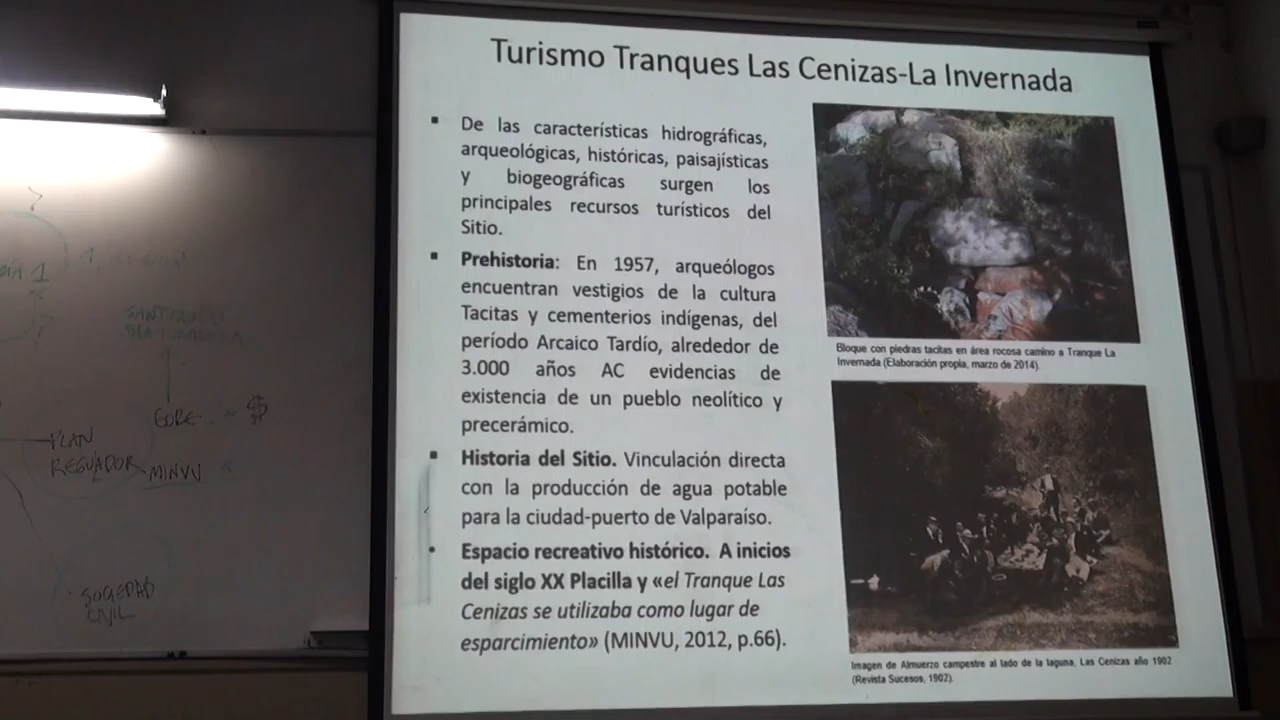 Turismo Tranques Las Cenizas-La Invernada
De las características hidrográficas,
arqueológicas, históricas, paisajísticas
y biogeográficas surgen los
principales recursos turísticos del
Sitio.
Prehistoria: En 1957, arqueólogos
encuentran vestigios de la cultura
Tacitas y cementerios indígenas, del
período Arcaico Tardío, alrededor de
3.000 años AC evidencias de
existencia de un pueblo neolítico y
precerámico.
Historia del Sitio. Vinculación directa
con la producción de agua potable
para la ciudad-puerto de Valparaíso.
Espacio recreativo histórico. A inicios
del siglo XX Placilla y «el Tranque Las
Cenizas se utilizaba como lugar de
esparcimiento» (MINVU, 2012, p.66).
Bloque con piedras tacitas en área rocosa camino a Tranque La
Invernada (Elaboración propia, marzo de 2014).
Imagen de Almuerzo campestre al lado de la laguna, Las Cenizas año 1902
(Revista Sucesos, 1902).
GORE $
PLAN
REGULADOR
MINVU
SOCIEDAD
CIVIL